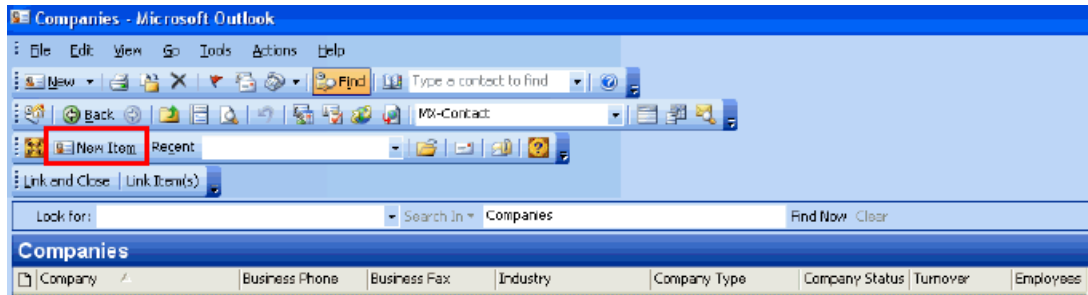 Companies - Microsoft Outlook
File Edit View Go Tools Actions Help
New Find Type a contact to find
Back MX-Contact
New Item Recent
Link and Close Link Item(s)
Look for: Search In Companies Find Now Clear
Companies
Company Business Phone Business Fax Industry Company Type Company Status Turnover Employees